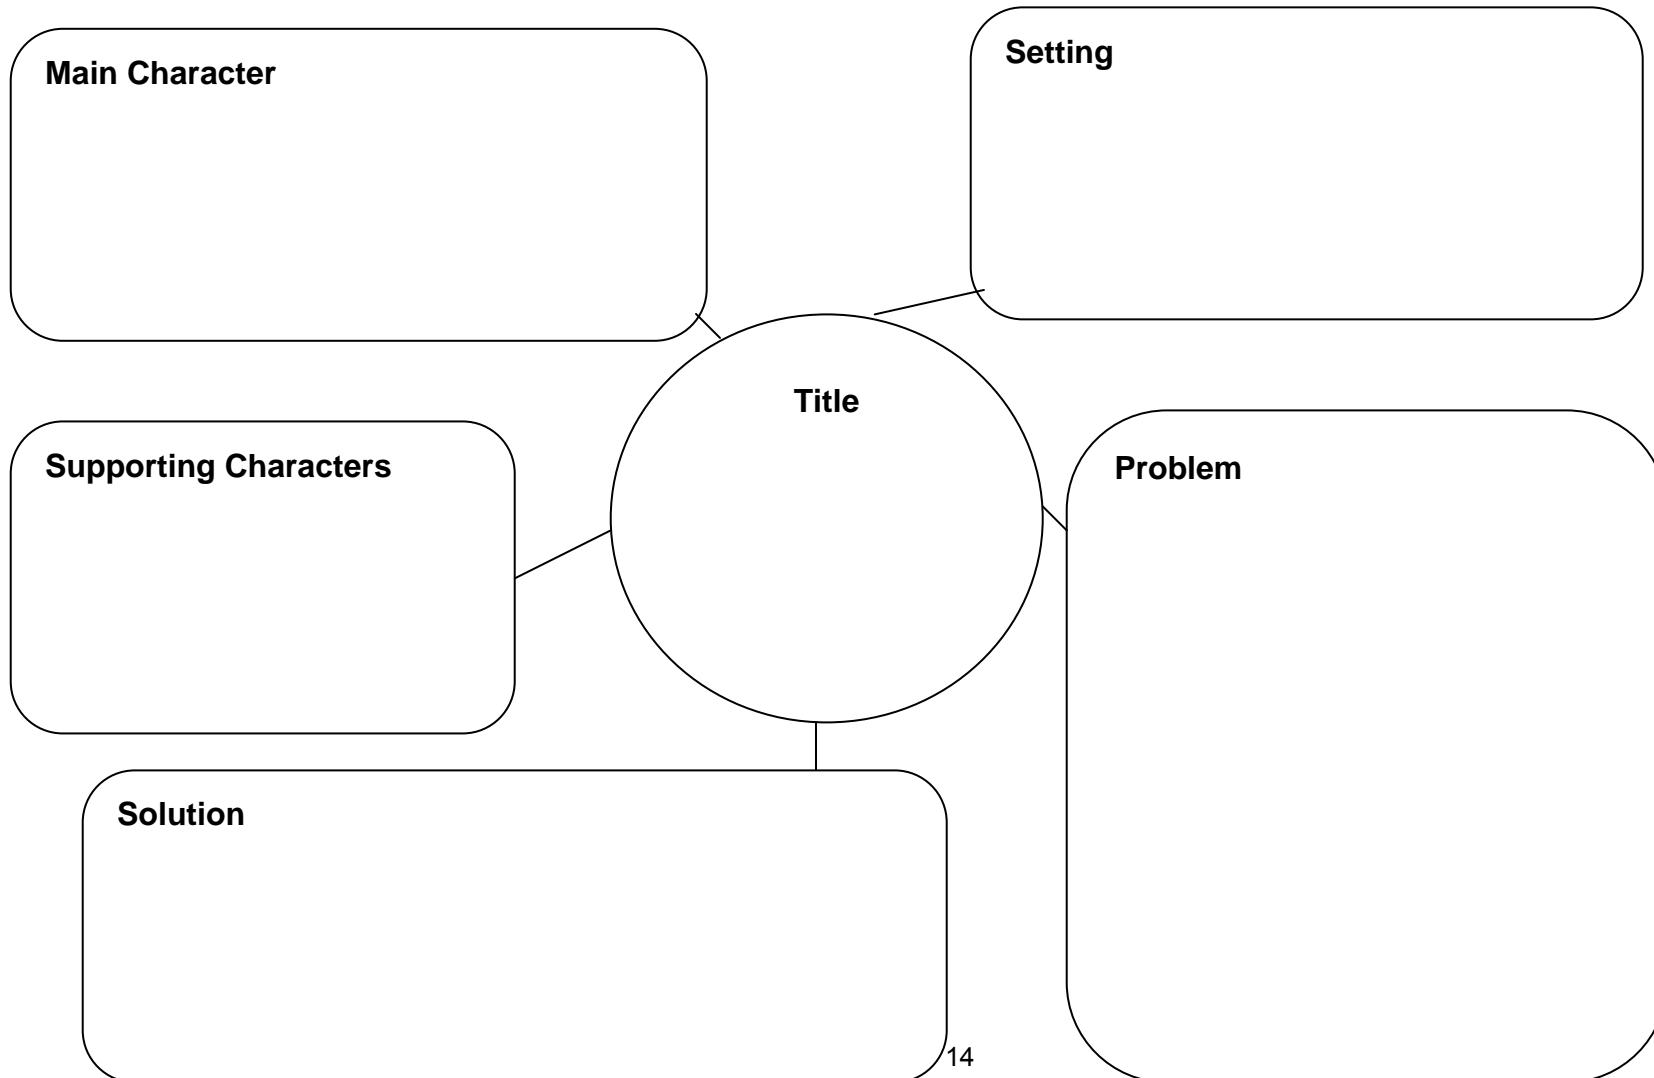 Main Character
Setting
Title
Supporting Characters
Problem
Solution
14